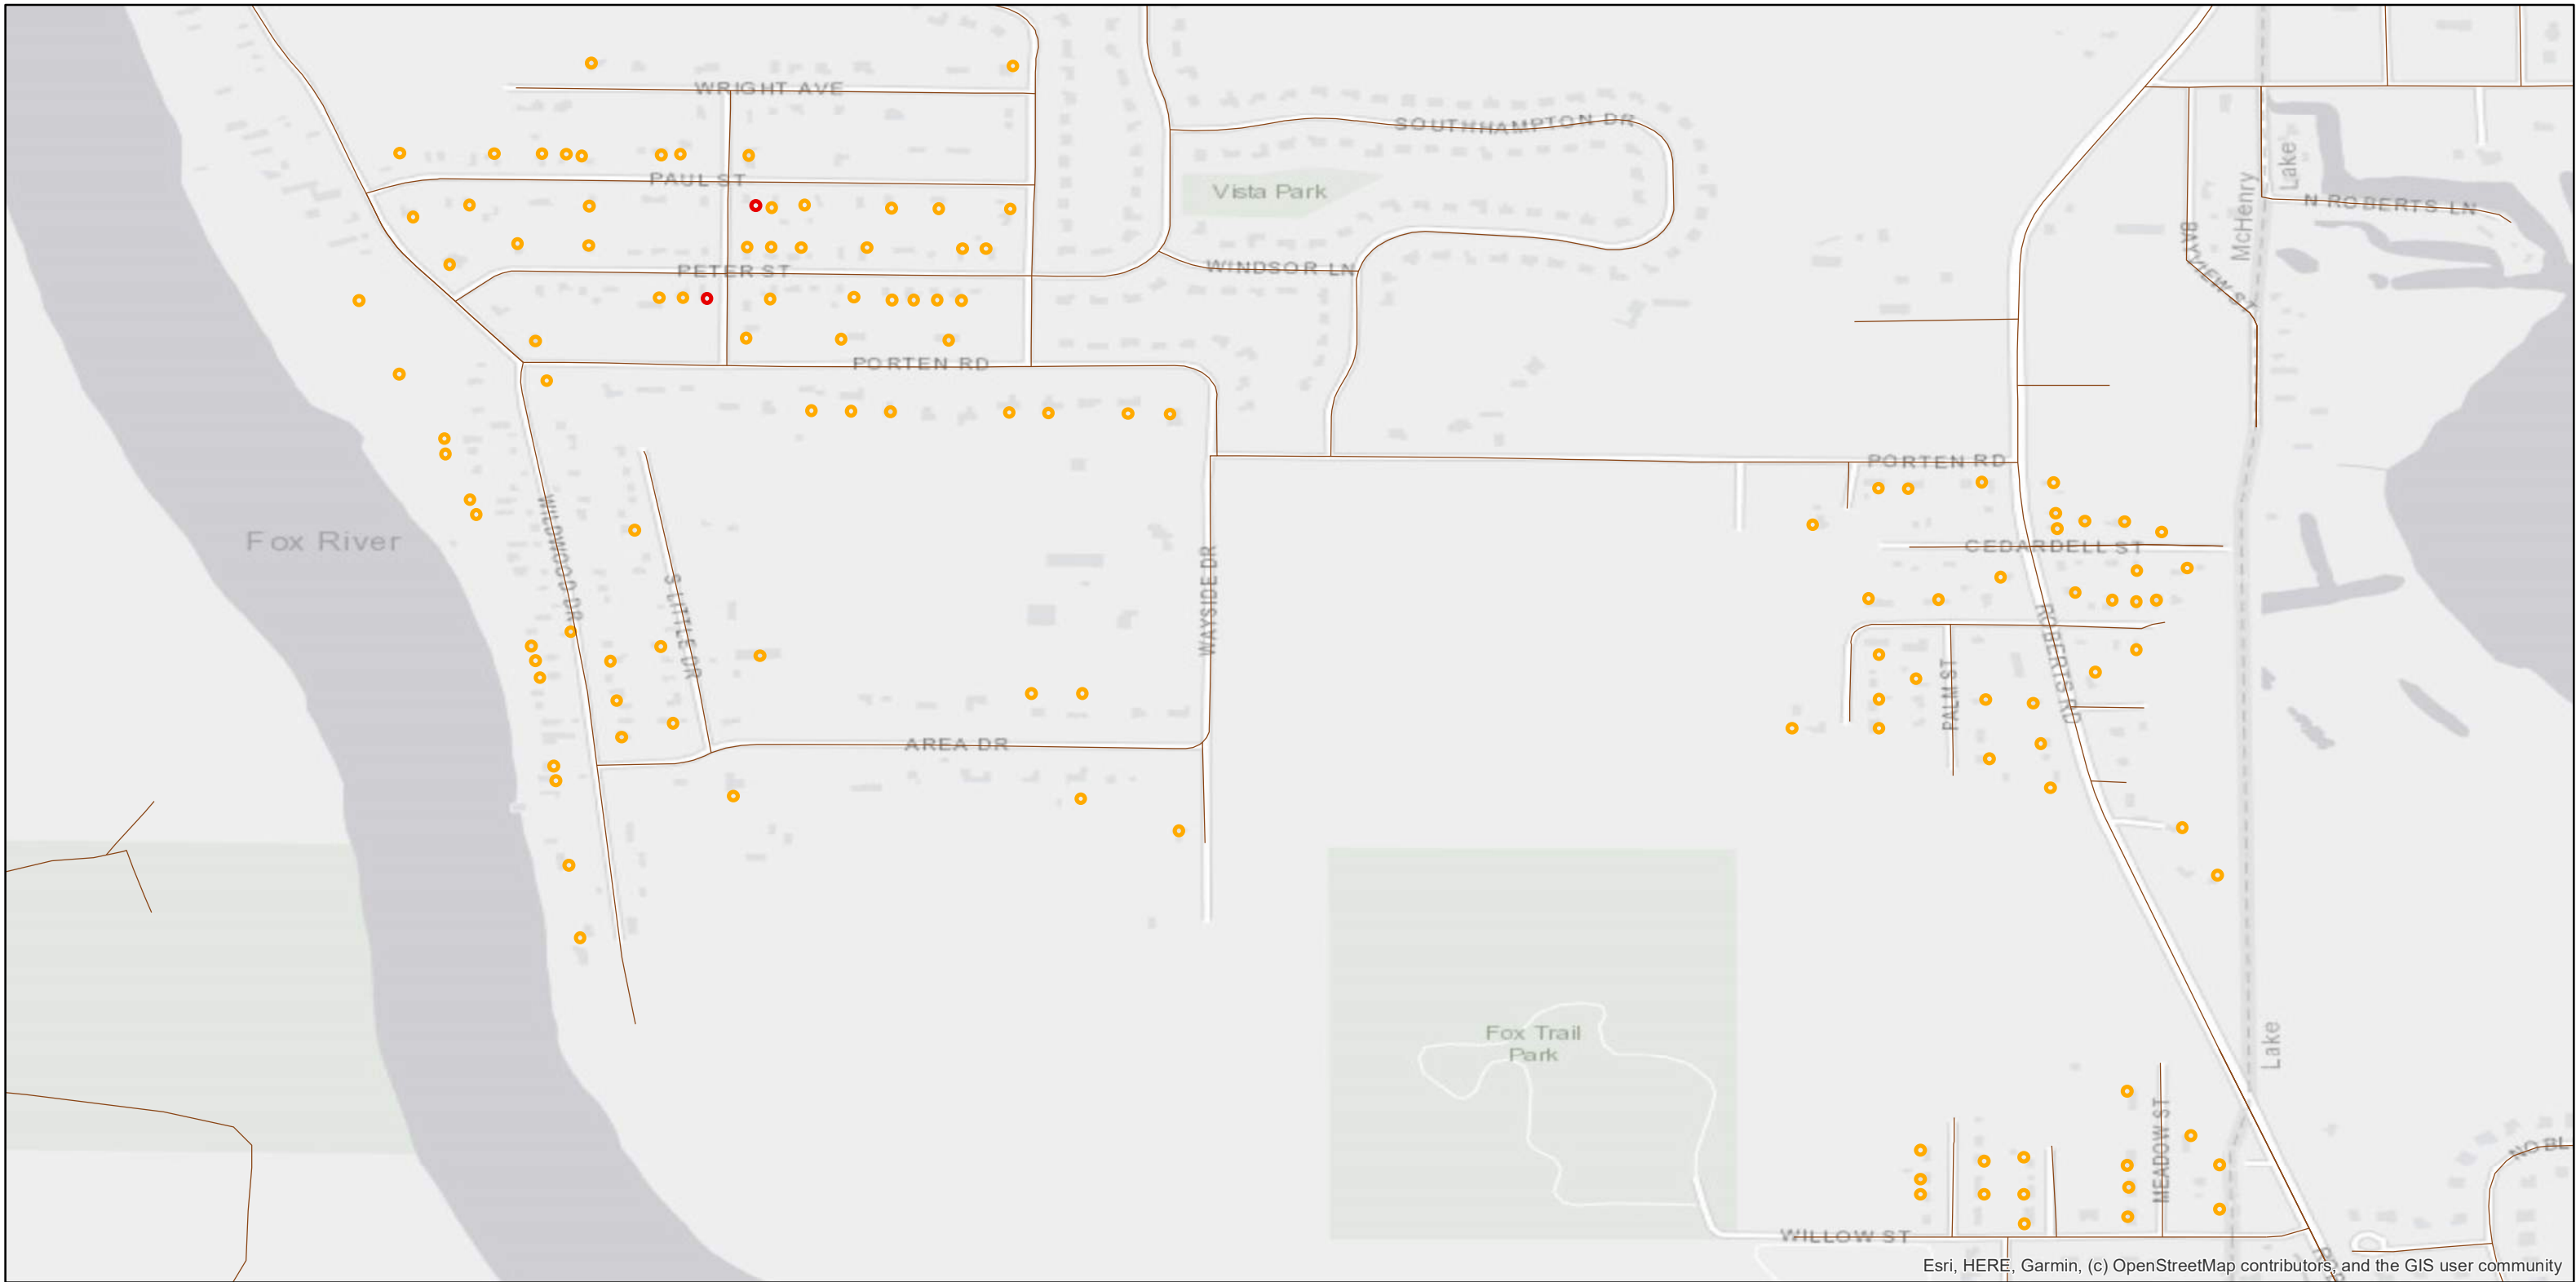 WRIGHT AVE
SOUTHHAMPTON DR
Lake
McHenry
PAUL ST
Vista Park
N ROBERTS LN
BAYVIEW ST
PETER ST
WINDSOR LN
PORTEN RD
PORTEN RD
Fox River
WILDWOOD DR
CEDARDELL ST
S LITTLE DR
WAYSIDE DR
ROBERTS RD
PALM ST
AREA DR
Fox Trail
Park
Lake
MEADOW ST
NOBL
WILLOW ST
Esri, HERE, Garmin, (c) OpenStreetMap contributors, and the GIS user community